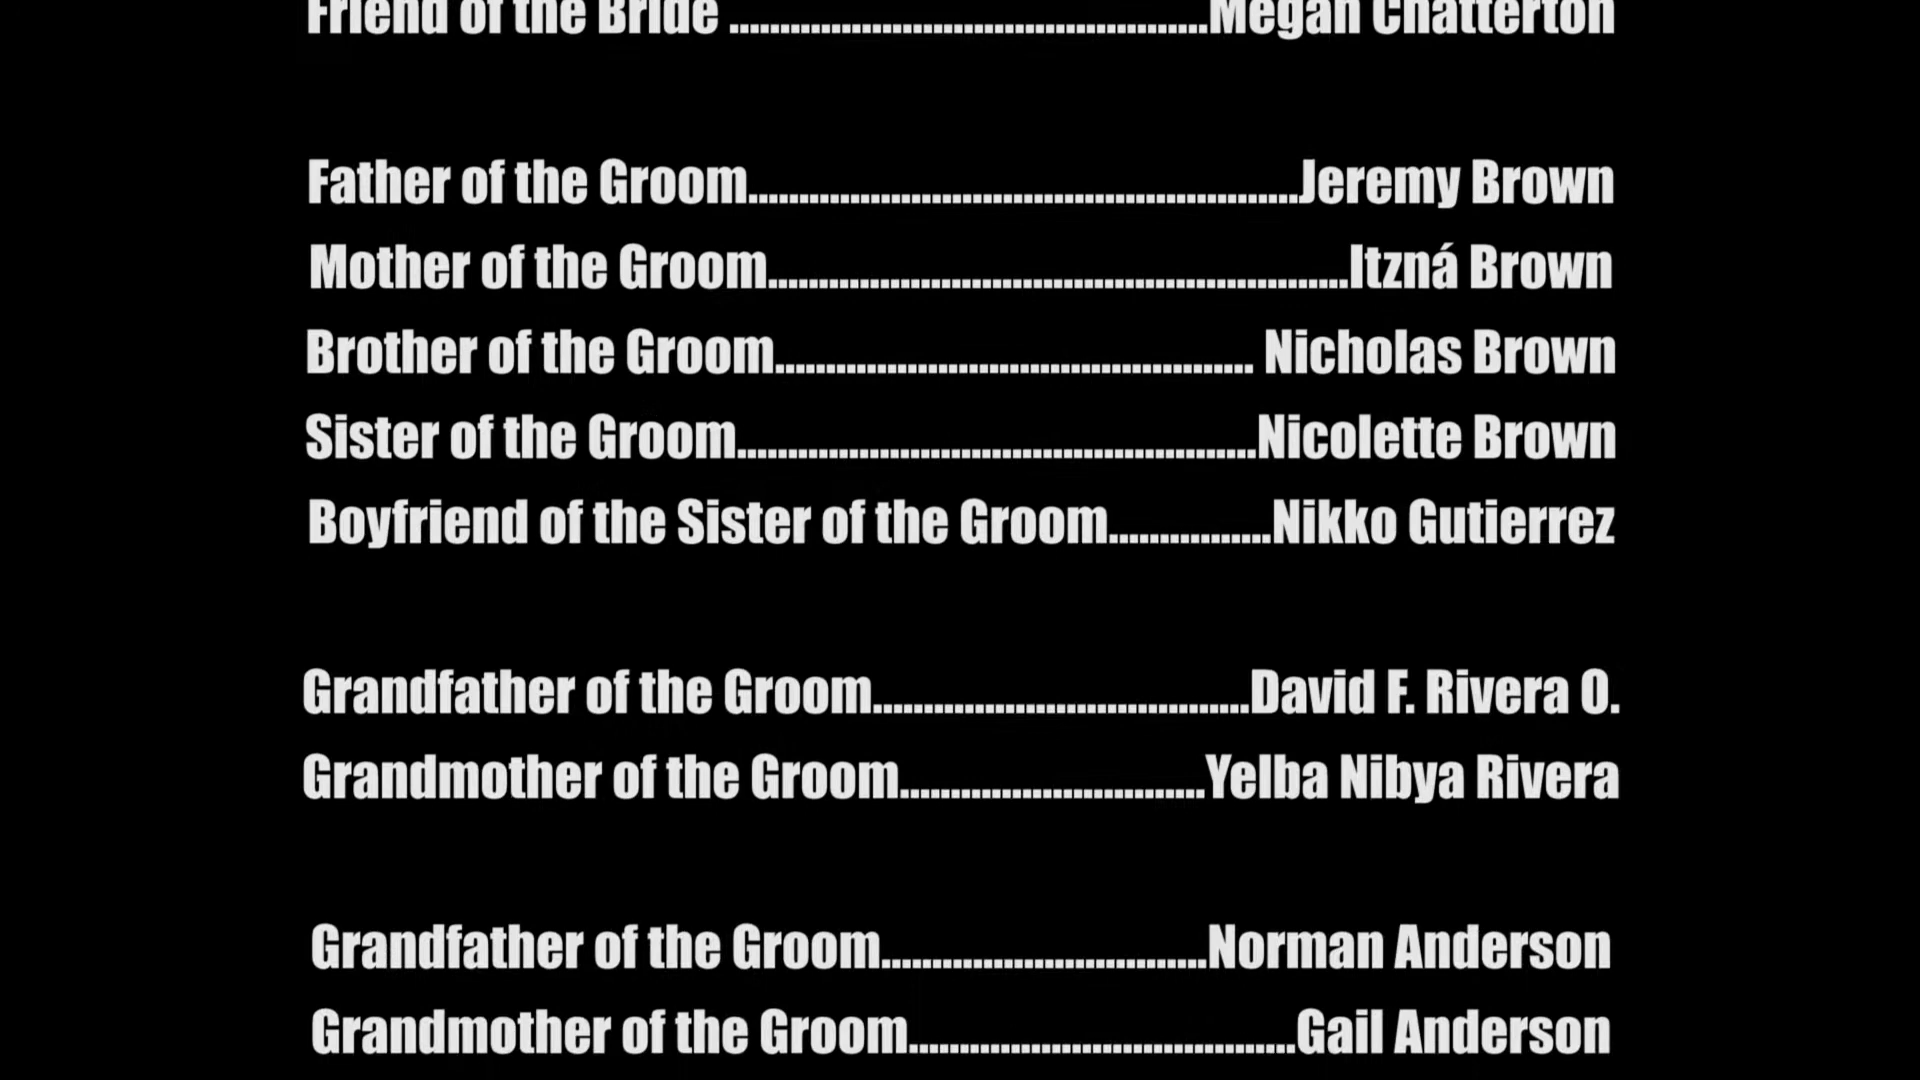 Friend of the Bride ...............................................Megan Chatterton
Father of the Groom......................................................Jeremy Brown
Mother of the Groom.........................................................Itzná Brown
Brother of the Groom............................................... Nicholas Brown
Sister of the Groom...................................................Nicolette Brown
Boyfriend of the Sister of the Groom................Nikko Gutierrez
Grandfather of the Groom.....................................David F. Rivera O.
Grandmother of the Groom..............................Yelba Nibya Rivera
Grandfather of the Groom................................Norman Anderson
Grandmother of the Groom......................................Gail Anderson